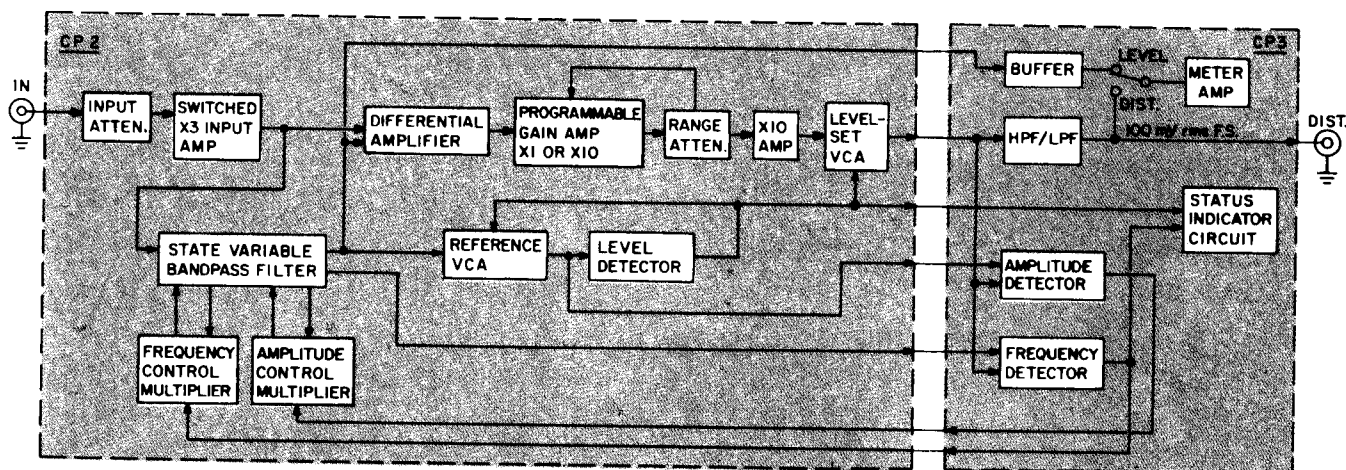 CP2
CP3
IN
INPUT
ATTEN.
SWITCHED
X3 INPUT
AMP
DIFFERENTIAL
AMPLIFIER
PROGRAMMABLE
GAIN AMP
X1 OR X10
RANGE
ATTEN.
X10
AMP
LEVEL-
SET
VCA
BUFFER
LEVEL
DIST.
METER
AMP
HPF/LPF
100 mV rms F.S.
DIST.
STATE VARIABLE
BANDPASS FILTER
REFERENCE
VCA
LEVEL
DETECTOR
STATUS
INDICATOR
CIRCUIT
AMPLITUDE
DETECTOR
FREQUENCY
CONTROL
MULTIPLIER
AMPLITUDE
CONTROL
MULTIPLIER
FREQUENCY
DETECTOR